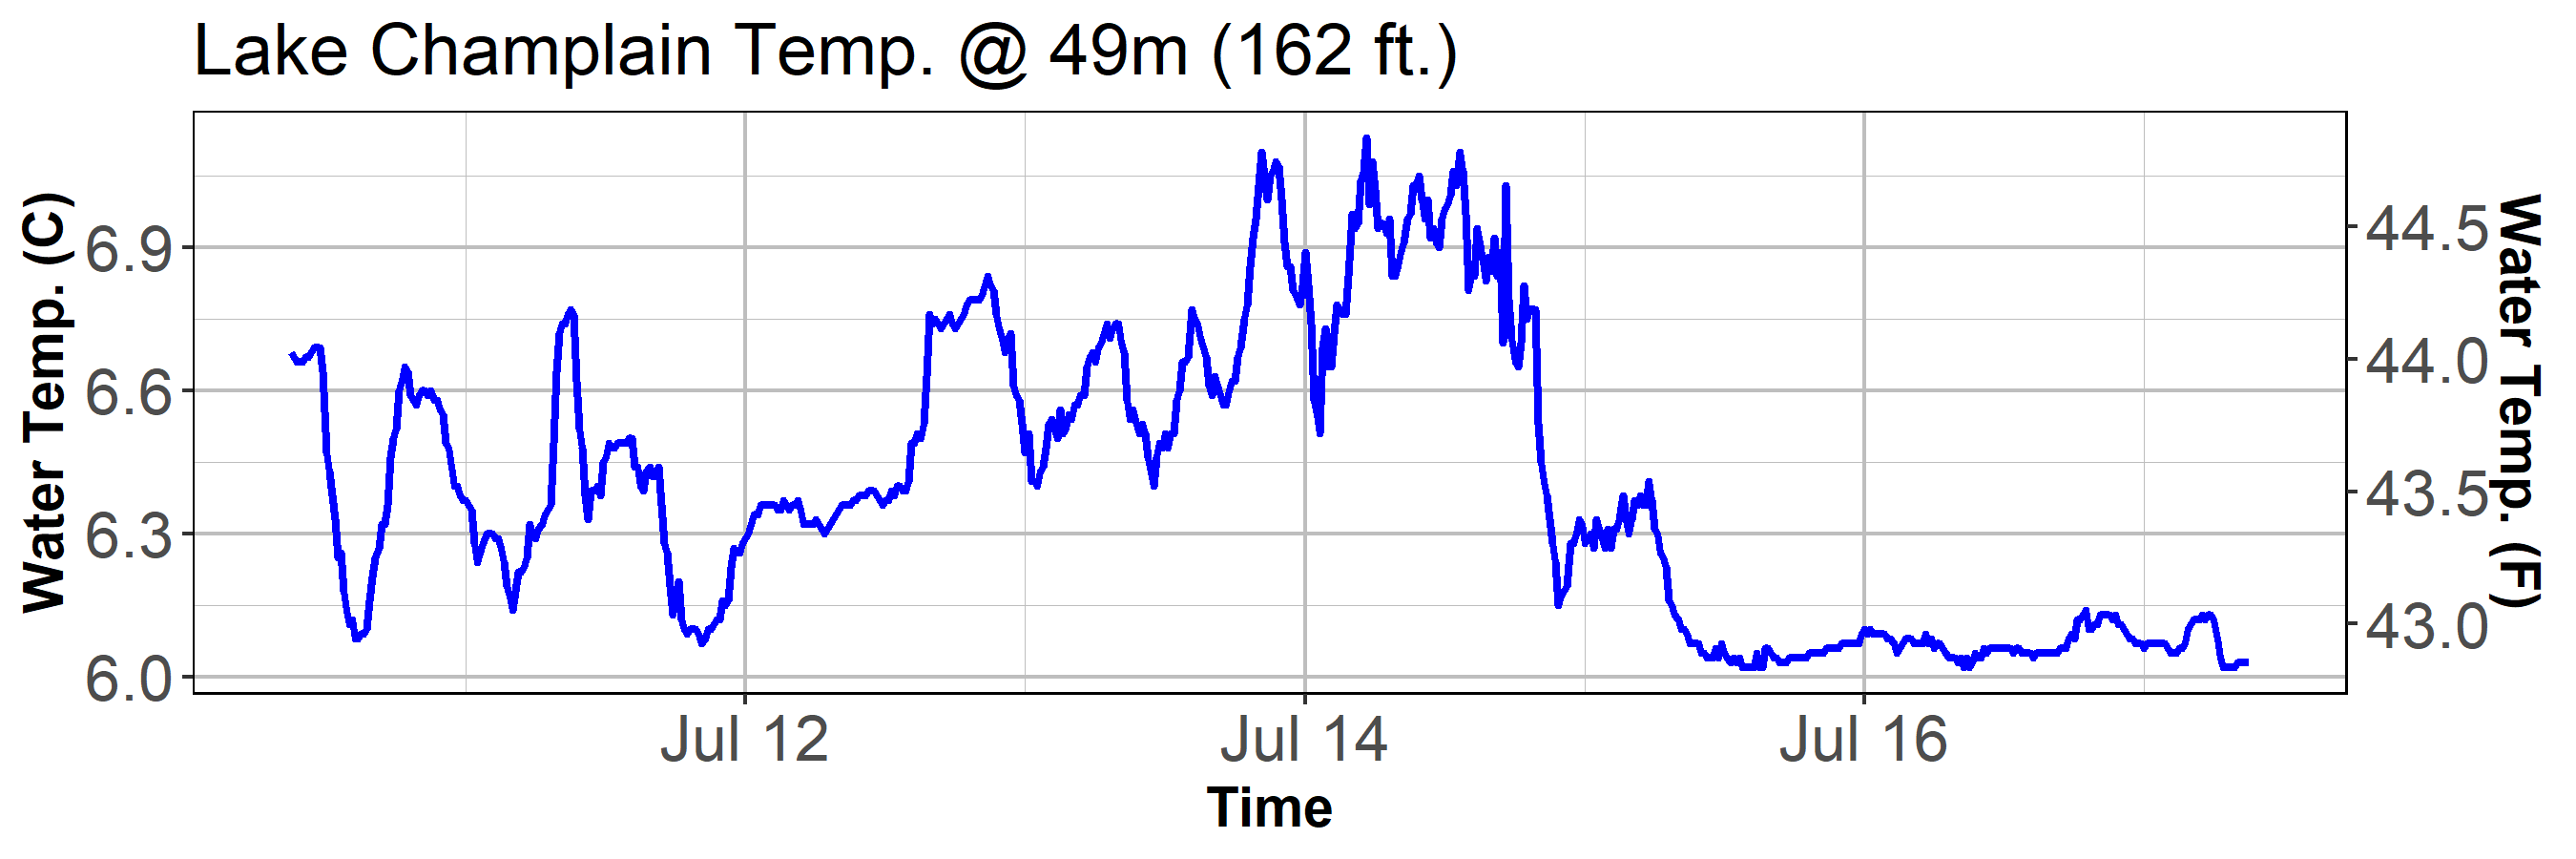 Lake Champlain Temp. @ 49m (162 ft.)
Water Temp. (C)
6.9
6.6
6.3
6.0
44.5
44.0
43.5
43.0
Water Temp. (F)
Jul 12
Jul 14
Jul 16
Time